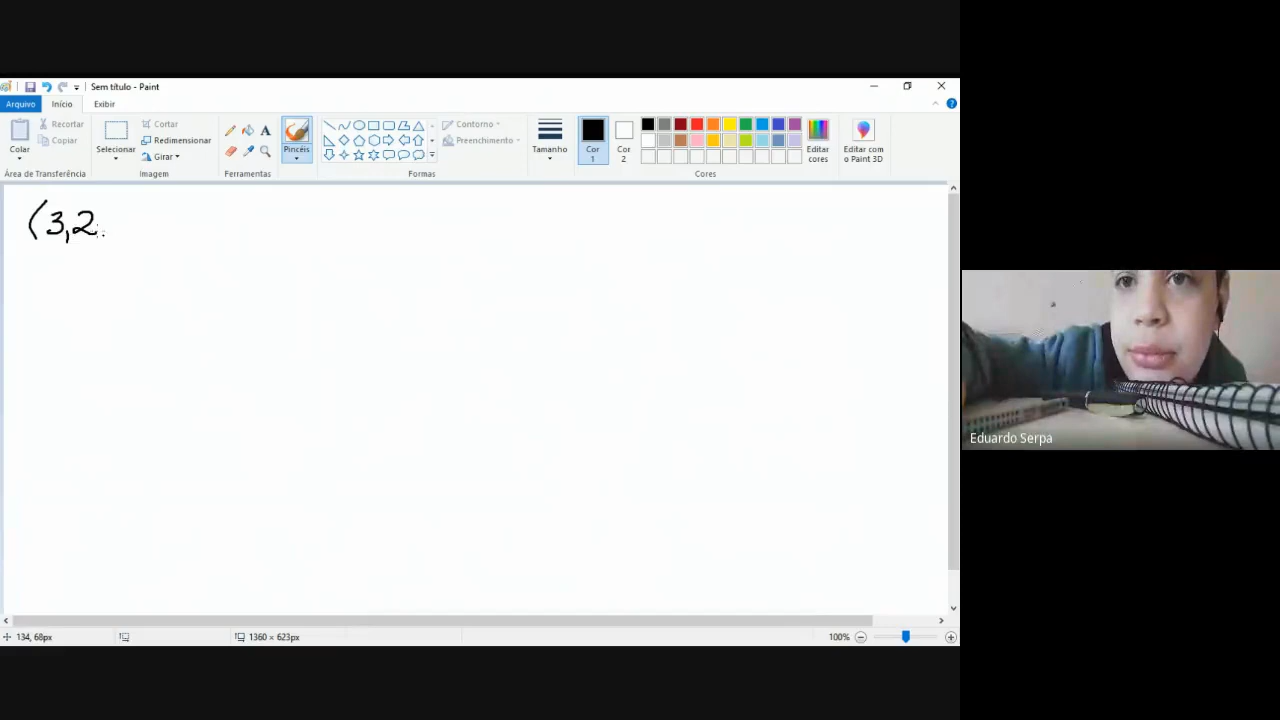 Sem título - Paint
Arquivo Início Exibir
Colar Recortar Copiar
Área de Transferência
Selecionar Cortar Redimensionar Girar
Imagem
A
Ferramentas
Pincéis
Contorno Preenchimento
Formas
Tamanho
Cor 1
Cor 2
Editar cores
Cores
Editar com o Paint 3D
(3,2.
Eduardo Serpa
134, 68px 1360 × 623px 100%